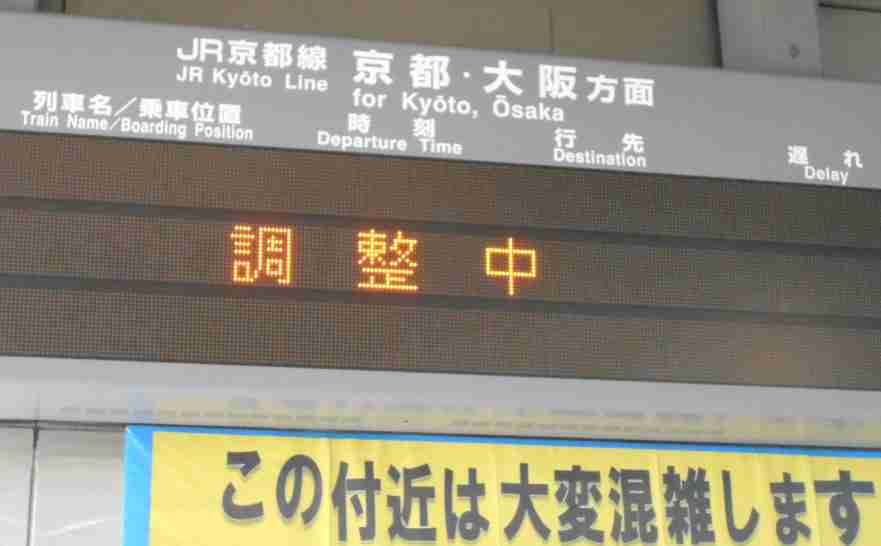 JR京都線 京都・大阪方面
JR Kyōto Line for Kyōto, Ōsaka
列車名／乗車位置 時刻 行先 遅れ
Train Name／Boarding Position Departure Time Destination Delay
調整中
この付近は大変混雑します